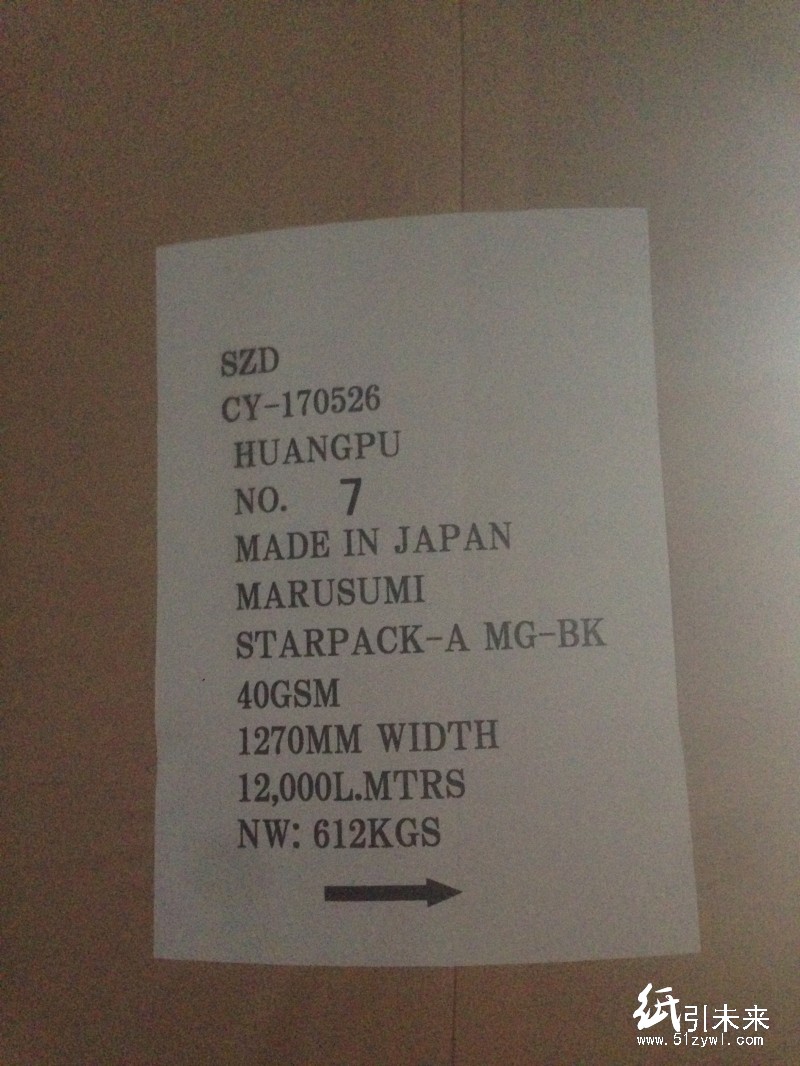 SZD
CY-170526
HUANGPU
NO. 7
MADE IN JAPAN
MARUSUMI
STARPACK-A MG-BK
40GSM
1270MM WIDTH
12,000L.MTRS
NW: 612KGS
纸引未来
www.51zywl.com